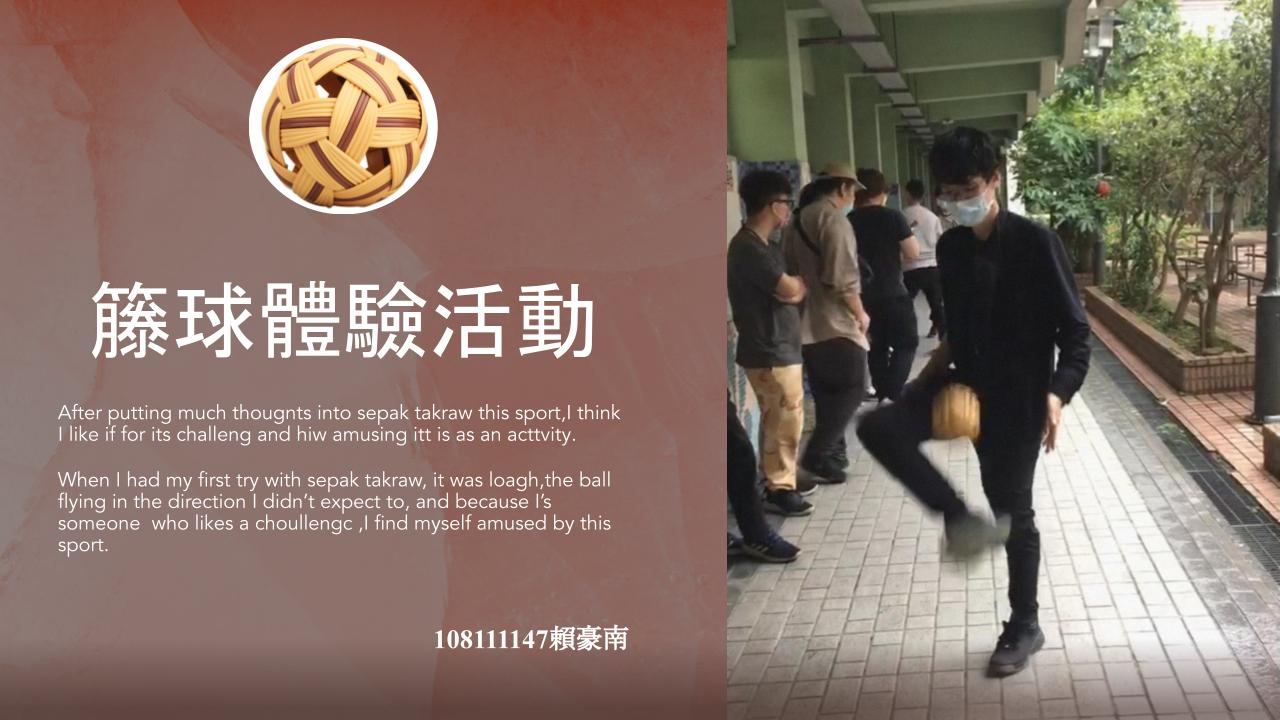 籐球體驗活動
After putting much thougnts into sepak takraw this sport,I think
I like if for its challeng and hiw amusing itt is as an acttvity.
When I had my first try with sepak takraw, it was loagh,the ball
flying in the direction I didn’t expect to, and because I’s
someone  who likes a choullengc ,I find myself amused by this
sport.
108111147賴豪南